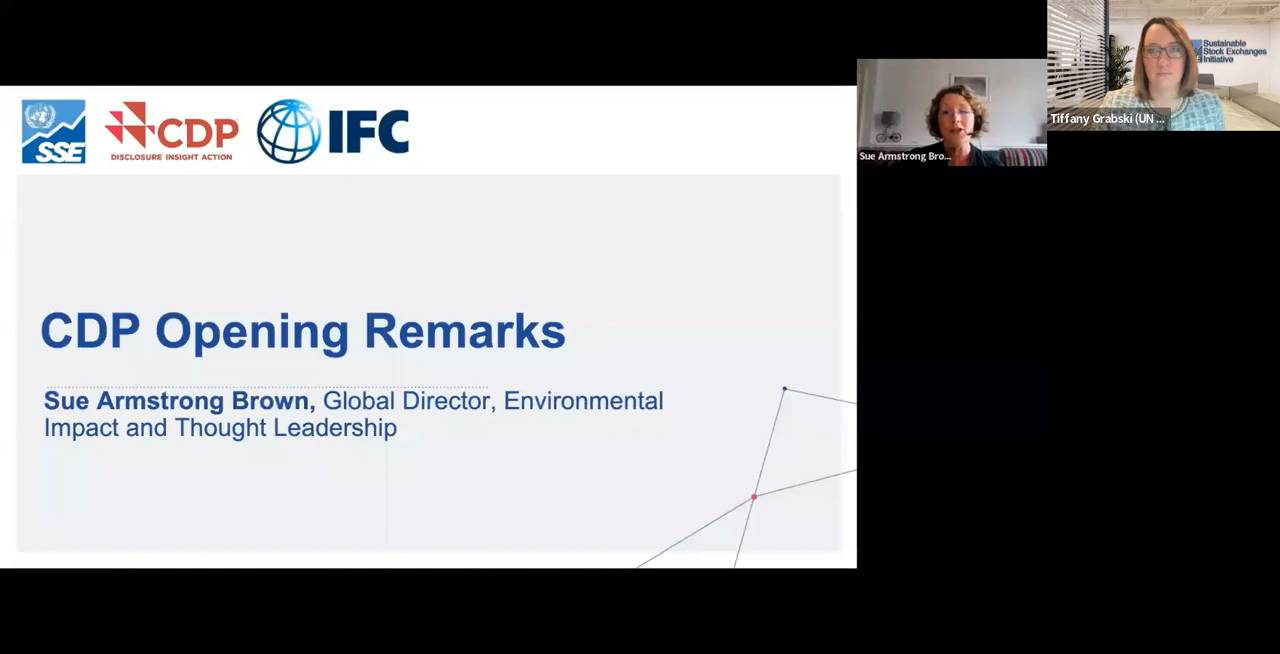 SSE
CDP
DISCLOSURE INSIGHT ACTION
IFC
CDP Opening Remarks
Sue Armstrong Brown, Global Director, Environmental
Impact and Thought Leadership
Sue Armstrong Bro...
Sustainable
Stock Exchanges
Initiative
Tiffany Grabski (UN ...